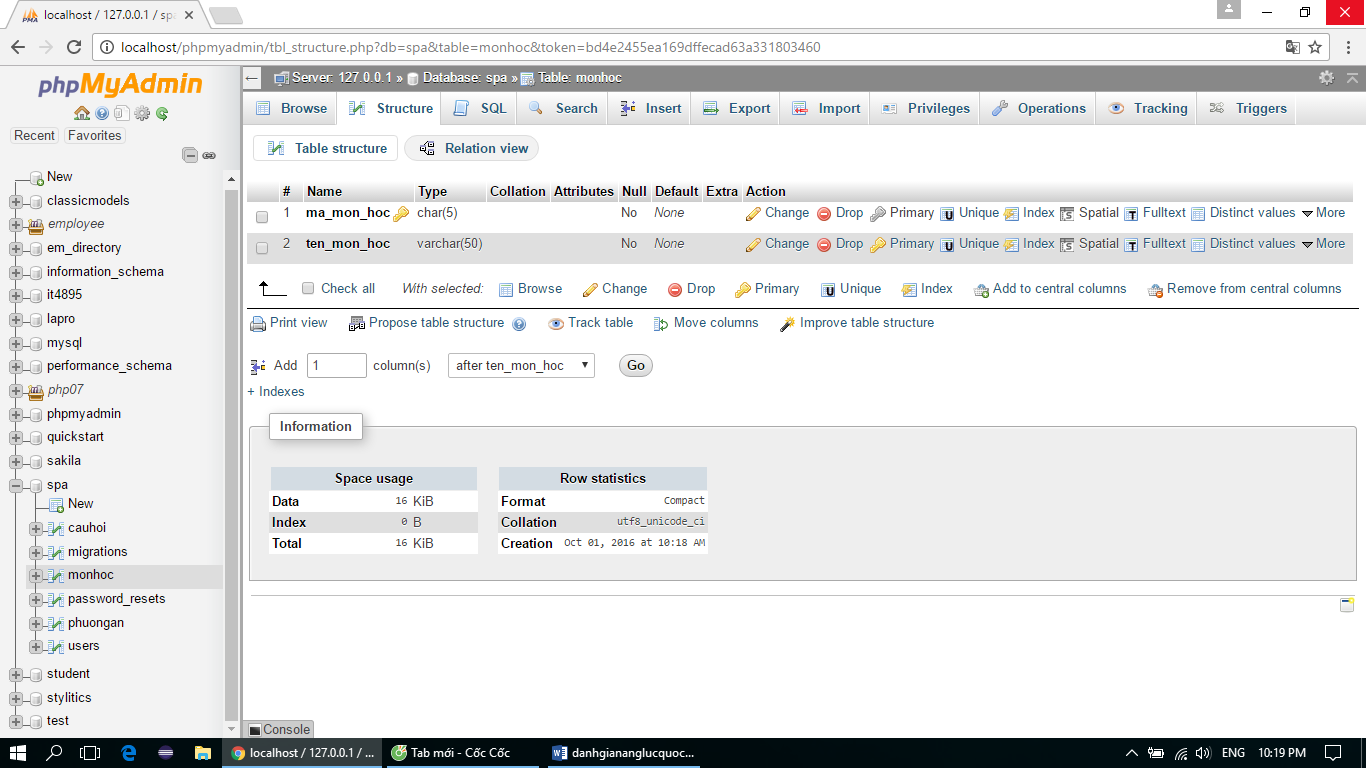 localhost / 127.0.0.1 / spa
localhost/phpmyadmin/tbl_structure.php?db=spa&table=monhoc&token=bd4e2455ea169dffecad63a331803460
phpMyAdmin
Recent Favorites
New
classicmodels
employee
em_directory
information_schema
it4895
lapro
mysql
performance_schema
php07
phpmyadmin
quickstart
sakila
spa
New
cauhoi
migrations
monhoc
password_resets
phuongan
users
student
stylitics
test
Server: 127.0.0.1 » Database: spa » Table: monhoc
Browse Structure SQL Search Insert Export Import Privileges Operations Tracking Triggers
Table structure Relation view
# Name Type Collation Attributes Null Default Extra Action
1 ma_mon_hoc char(5) No None Change Drop Primary Unique Index Spatial Fulltext Distinct values More
2 ten_mon_hoc varchar(50) No None Change Drop Primary Unique Index Spatial Fulltext Distinct values More
Check all With selected: Browse Change Drop Primary Unique Index Add to central columns Remove from central columns
Print view Propose table structure Track table Move columns Improve table structure
Add 1 column(s) after ten_mon_hoc Go
+ Indexes
Information
Space usage
Data 16 KiB
Index 0 B
Total 16 KiB
Row statistics
Format Compact
Collation utf8_unicode_ci
Creation Oct 01, 2016 at 10:18 AM
Console
localhost / 127.0.0.1 / ... Tab mới - Cốc Cốc danhgianangluc​quoc... ENG 10:19 PM